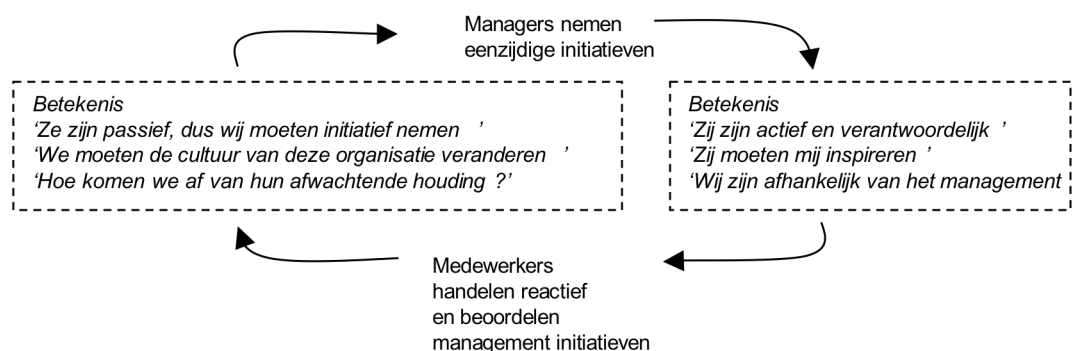 Managers nemen
eenzijdige initiatieven
Betekenis
‘Ze zijn passief, dus wij moeten initiatief nemen ’
‘We moeten de cultuur van deze organisatie veranderen ’
‘Hoe komen we af van hun afwachtende houding ?’
Betekenis
‘Zij zijn actief en verantwoordelijk ’
‘Zij moeten mij inspireren ’
‘Wij zijn afhankelijk van het management
Medewerkers
handelen reactief
en beoordelen
management initiatieven